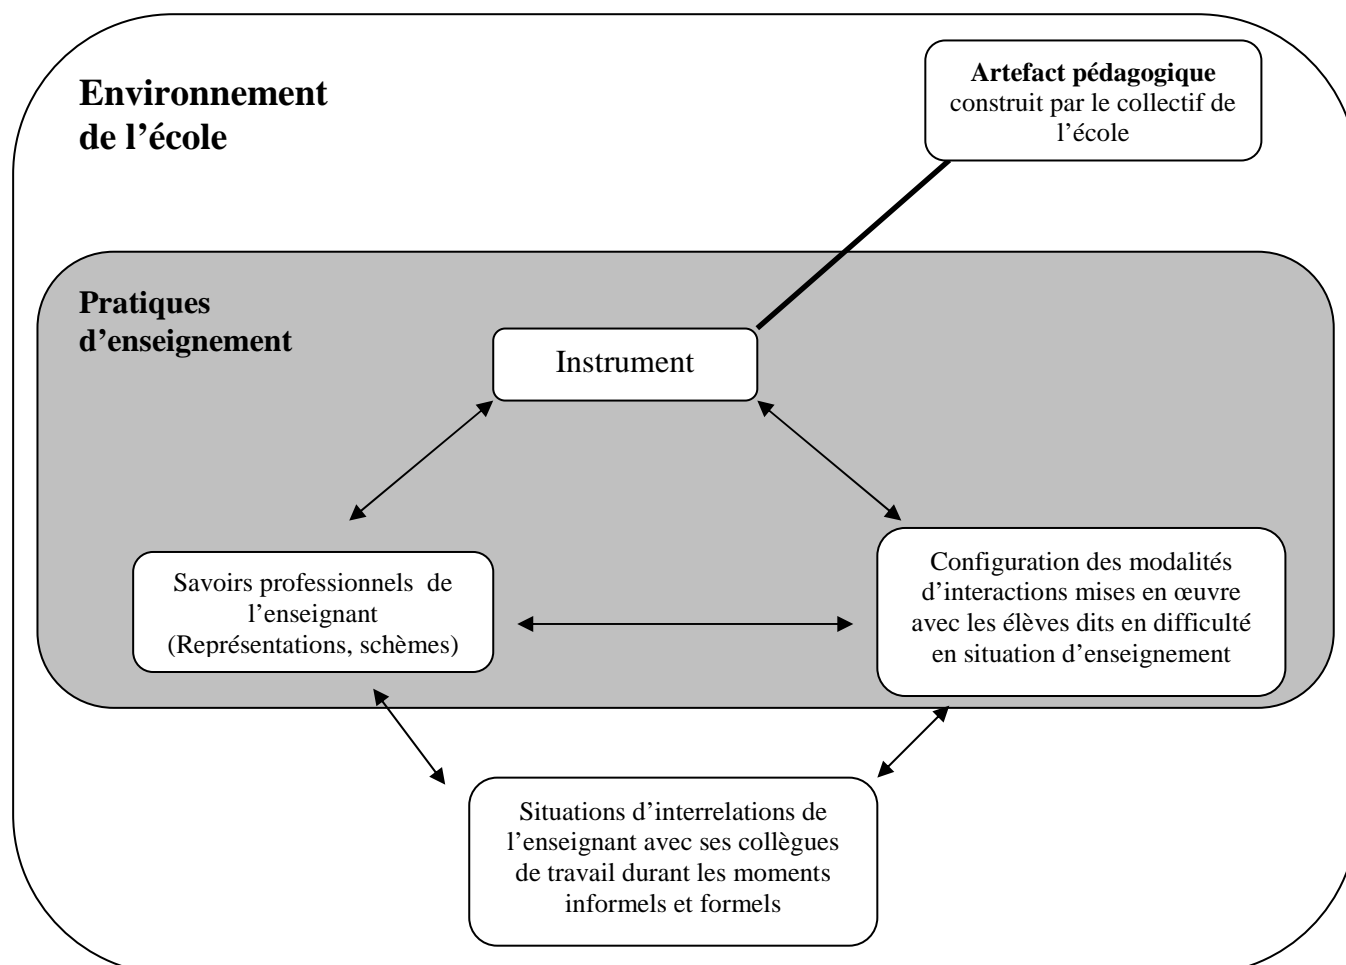 Environnement
de l’école
Artefact pédagogique
construit par le collectif de
l’école
Pratiques
d’enseignement
Instrument
Savoirs professionnels de
l’enseignant
(Représentations, schèmes)
Configuration des modalités
d’interactions mises en œuvre
avec les élèves dits en difficulté
en situation d’enseignement
Situations d’interrelations de
l’enseignant avec ses collègues
de travail durant les moments
informels et formels